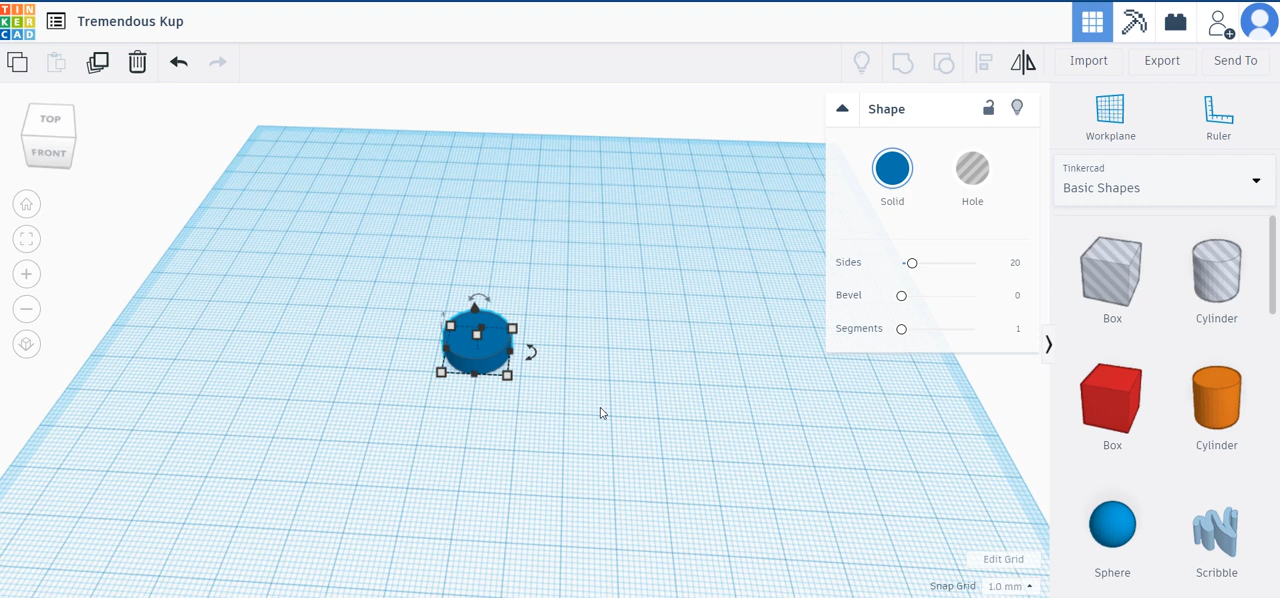 TIN
KER
CAD
Tremendous Kup
Import
Export
Send To
TOP
FRONT
Shape
Solid
Hole
Sides
20
Bevel
0
Segments
1
Workplane
Ruler
Tinkercad
Basic Shapes
Box
Cylinder
Box
Cylinder
Sphere
Scribble
Edit Grid
Snap Grid
1.0 mm